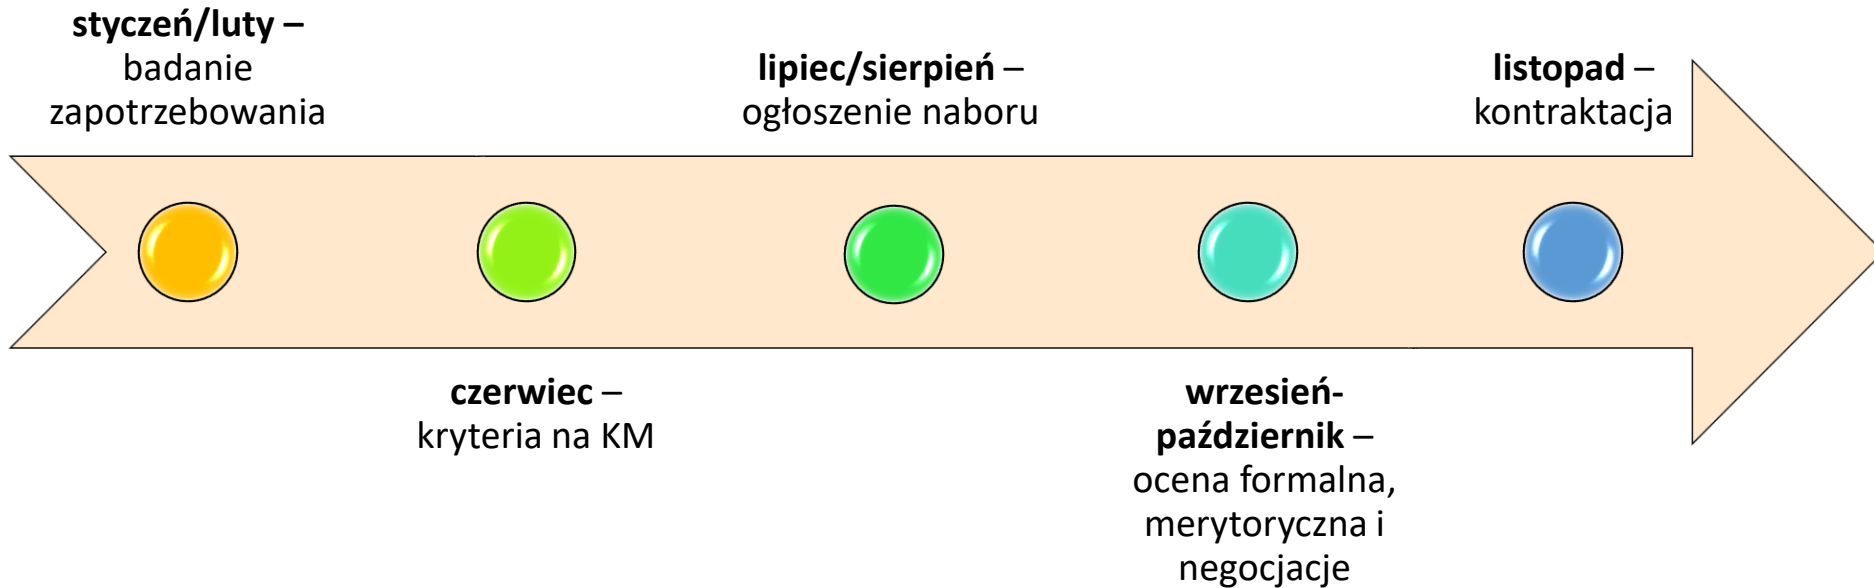 styczeń/luty –
badanie
zapotrzebowania
czerwiec –
kryteria na KM
lipiec/sierpień –
ogłoszenie naboru
wrzesień-
październik –
ocena formalna,
merytoryczna i
negocjacje
listopad –
kontraktacja